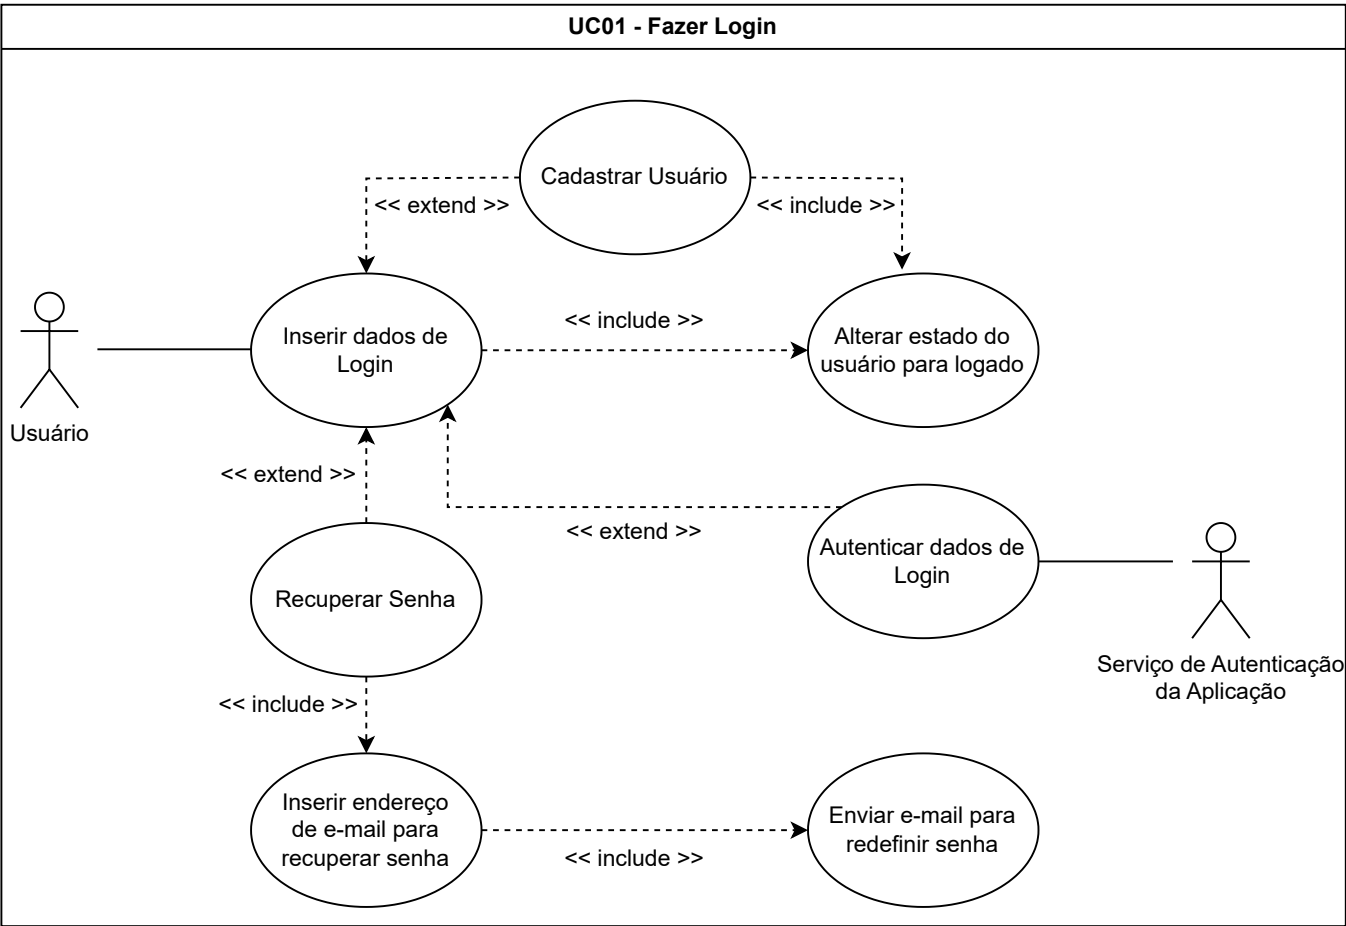 UC01 - Fazer Login
Cadastrar Usuário
<< extend >>
<< include >>
Inserir dados de
Login
<< include >>
Alterar estado do
usuário para logado
Usuário
<< extend >>
<< extend >>
Autenticar dados de
Login
Recuperar Senha
Serviço de Autenticação
da Aplicação
<< include >>
Inserir endereço
de e-mail para
recuperar senha
<< include >>
Enviar e-mail para
redefinir senha